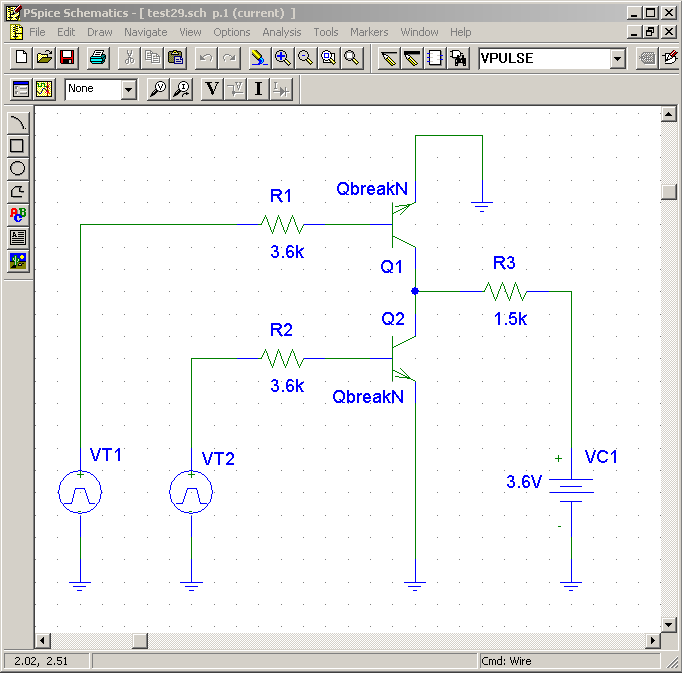 PSpice Schematics - [ test29.sch  p.1 (current)  ]
File Edit Draw Navigate View Options Analysis Tools Markers Window Help
VPULSE
None V V I I
V I
ABC
R1
QbreakN
3.6k
Q1
R3
R2
Q2
1.5k
3.6k
QbreakN
VT1
VT2
+
VC1
+
+
3.6V
-
2.02,  2.51
Cmd: Wire